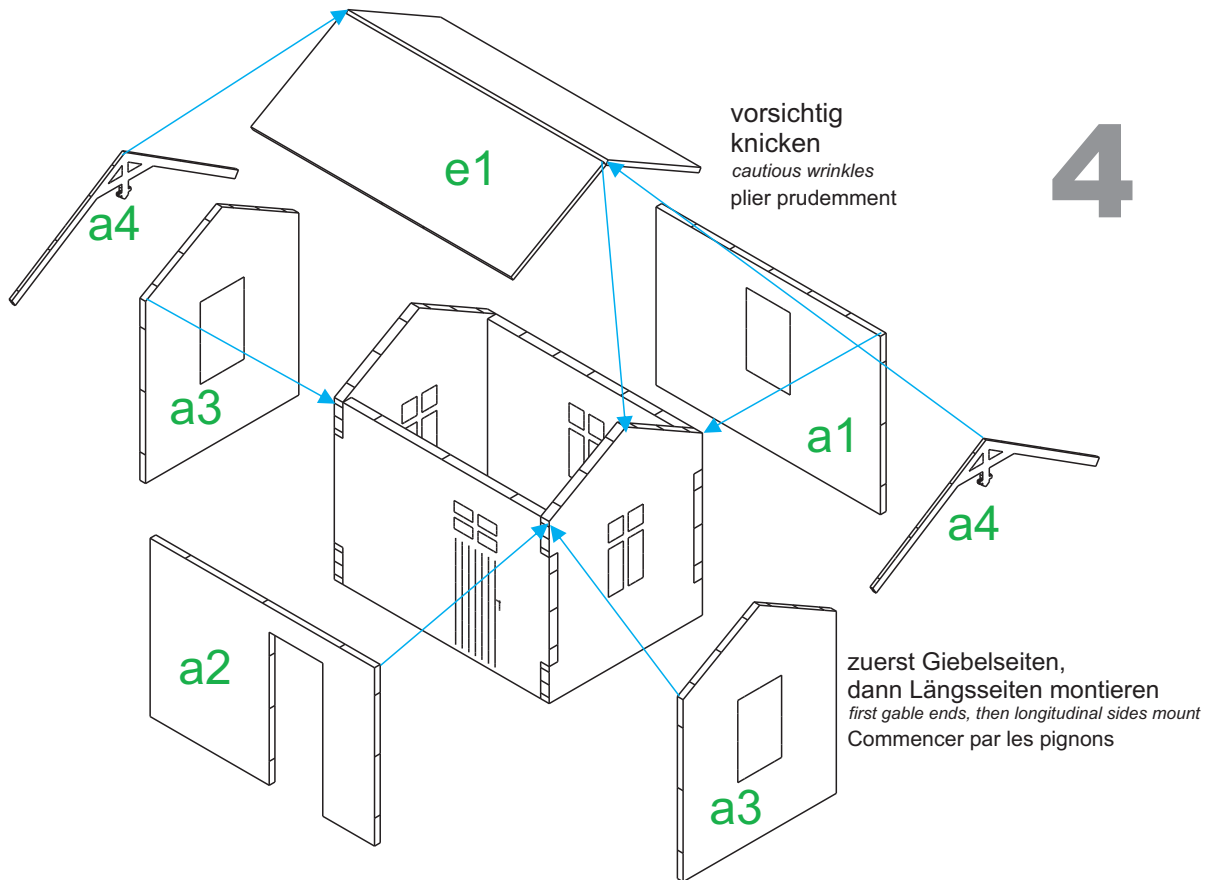 vorsichtig
knicken
cautious wrinkles
plier prudemment
4
e1
a4
a3
a1
a4
a2
zuerst Giebelseiten,
dann Längsseiten montieren
first gable ends, then longitudinal sides mount
Commencer par les pignons
a3